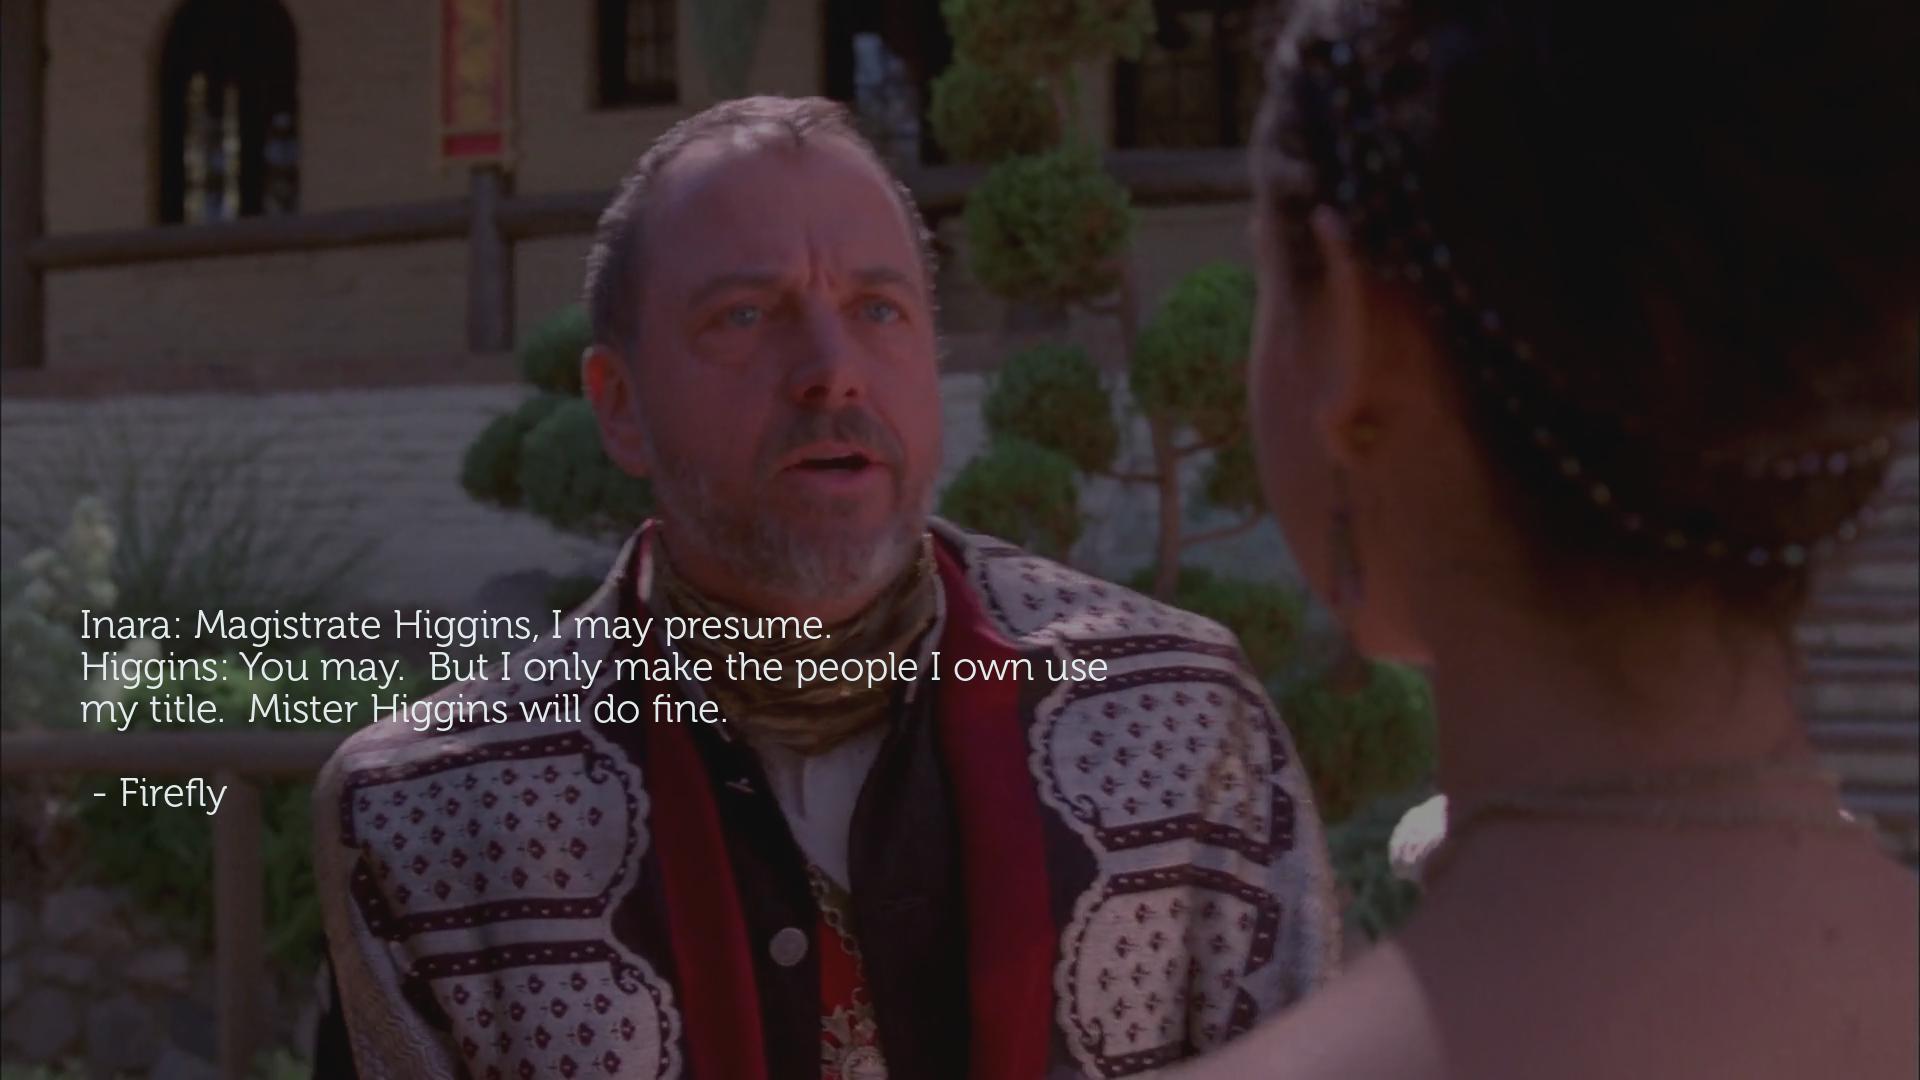 Inara: Magistrate Higgins, I may presume.
Higgins: You may.  But I only make the people I own use
my title.  Mister Higgins will do fine.
- Firefly